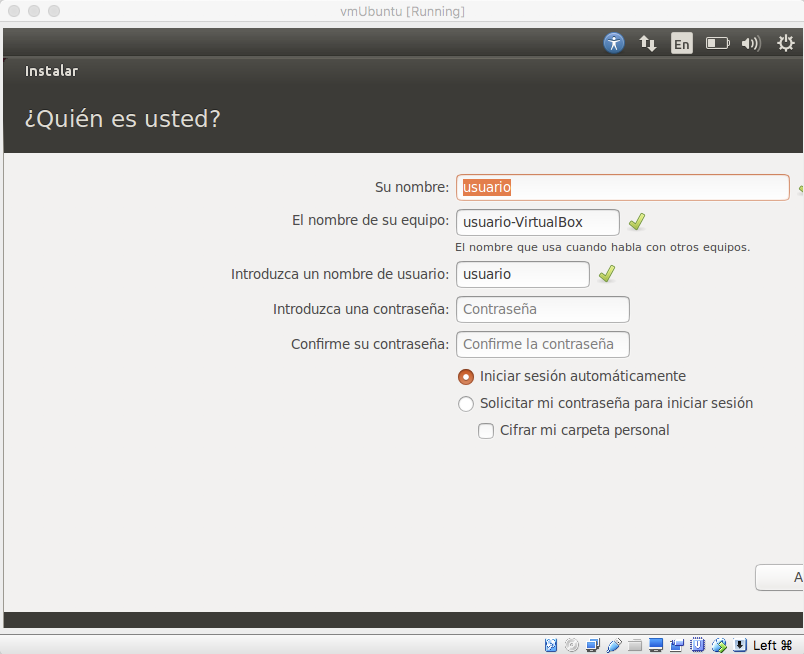 vmUbuntu [Running]
En
Instalar
¿Quién es usted?
Su nombre: usuario
El nombre de su equipo: usuario-VirtualBox
El nombre que usa cuando habla con otros equipos.
Introduzca un nombre de usuario: usuario
Introduzca una contraseña: Contraseña
Confirme su contraseña: Confirme la contraseña
Iniciar sesión automáticamente
Solicitar mi contraseña para iniciar sesión
Cifrar mi carpeta personal
Left ⌘